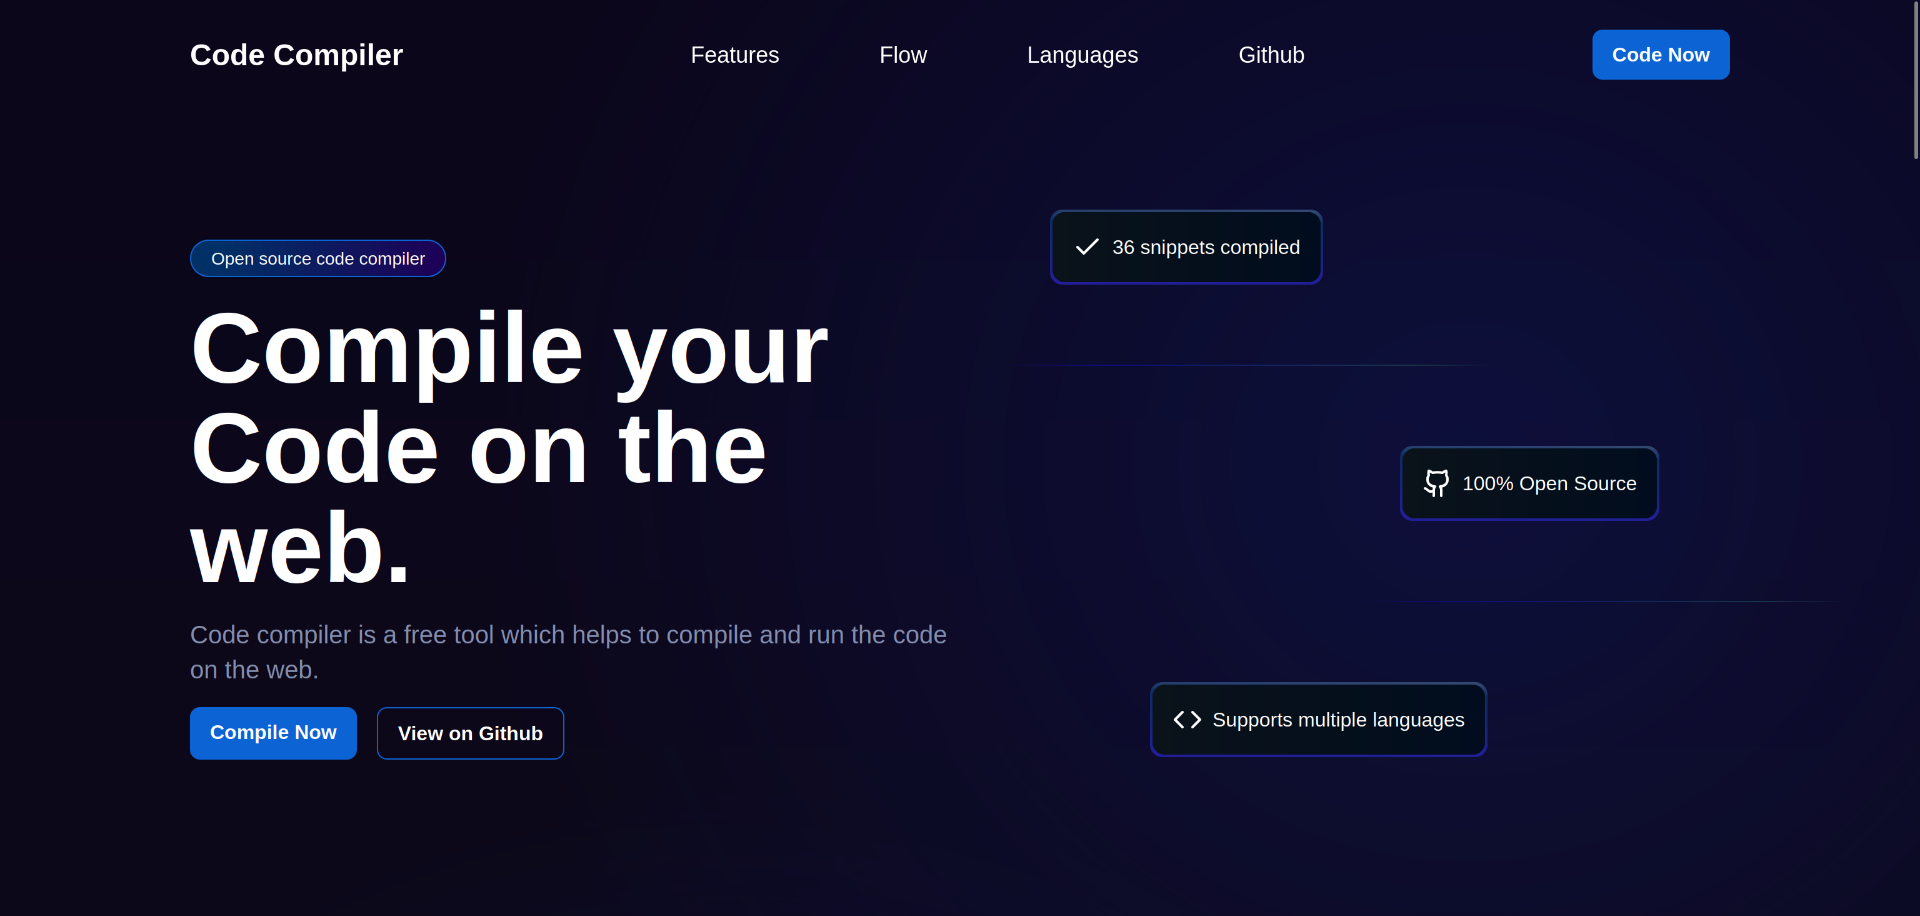 Code Compiler
Features
Flow
Languages
Github
Code Now
Open source code compiler
Compile your
Code on the
web.
Code compiler is a free tool which helps to compile and run the code
on the web.
Compile Now
View on Github
36 snippets compiled
100% Open Source
Supports multiple languages